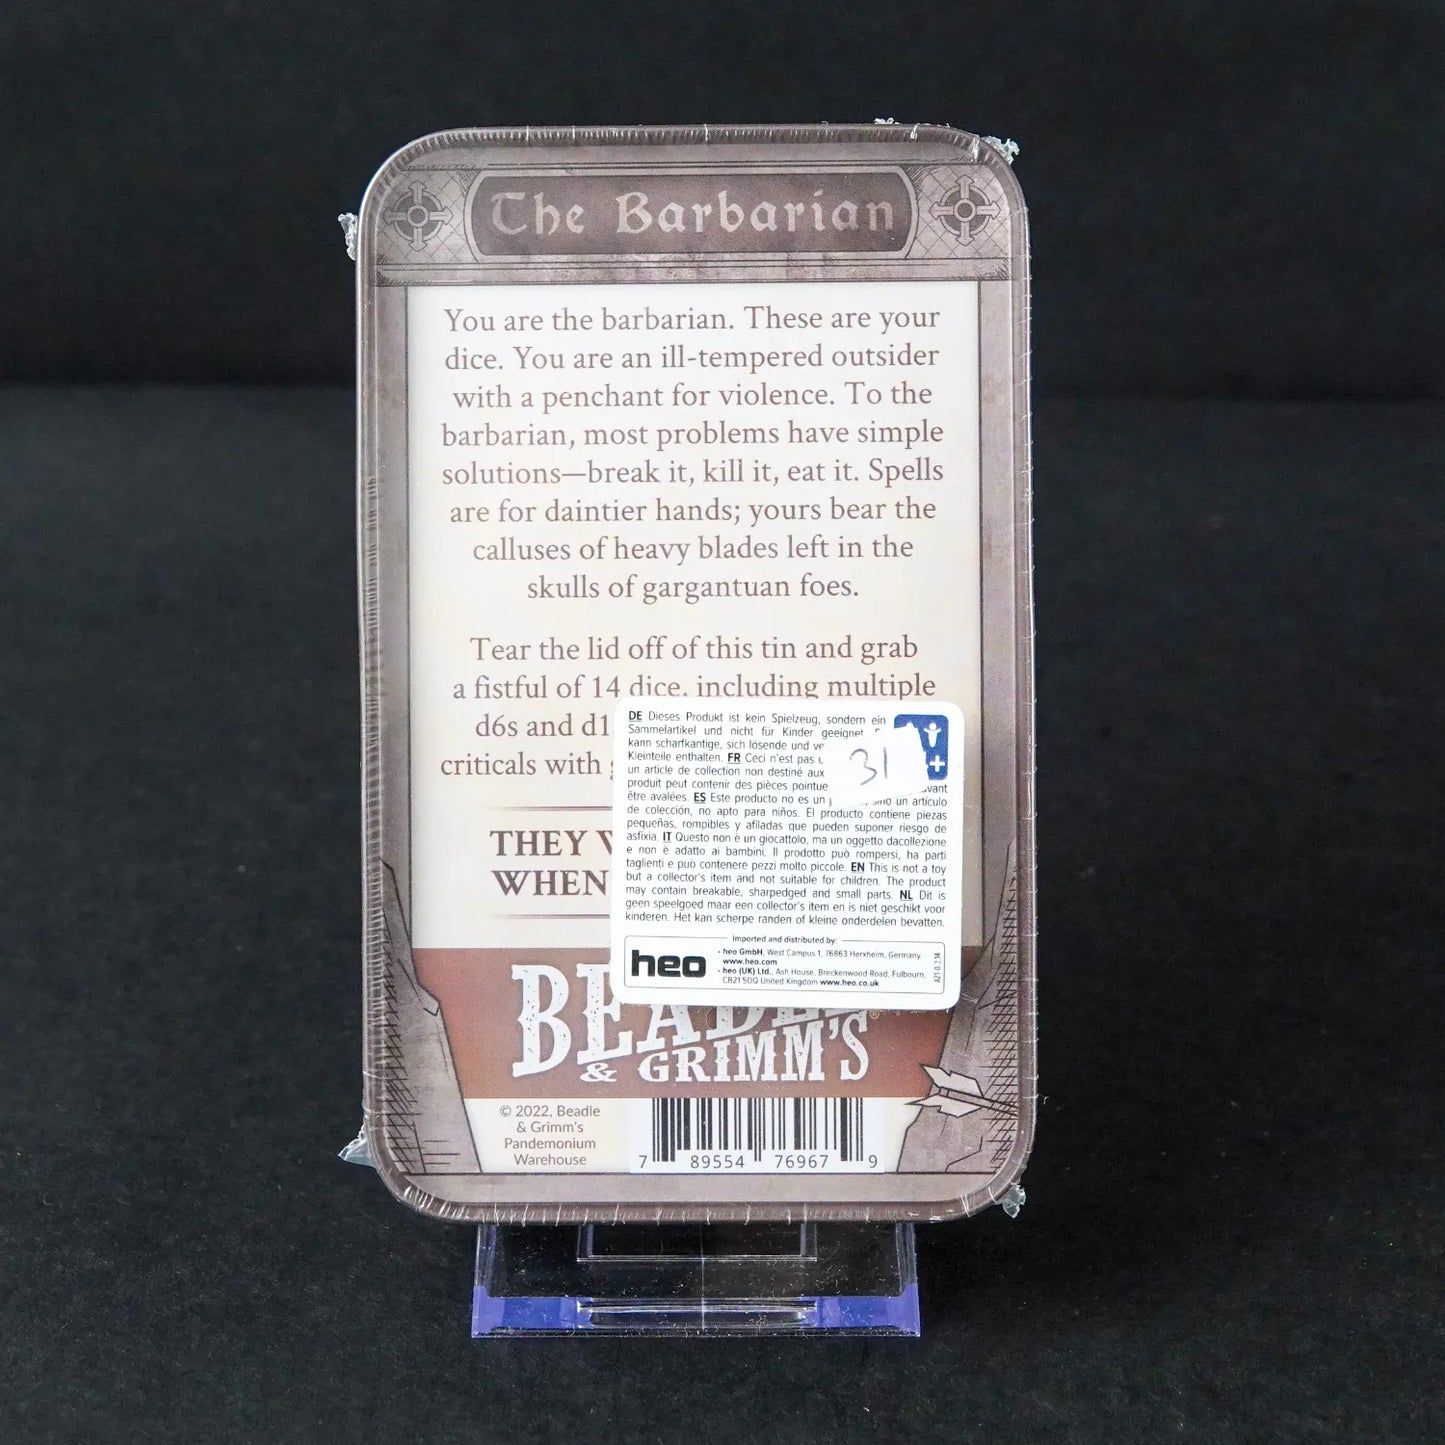 The Barbarian
You are the barbarian. These are your
dice. You are an ill-tempered outsider
with a penchant for violence. To the
barbarian, most problems have simple
solutions—break it, kill it, eat it. Spells
are for daintier hands; yours bear the
calluses of heavy blades left in the
skulls of gargantuan foes.
Tear the lid off of this tin and grab
a fistful of 14 dice, including multiple
d6s and d1
criticals with
THEY
WHEN
DE Dieses Produkt ist kein Spielzeug, sondern ein
Sammelartikel und nicht für Kinder geeignet.
kann scharfkantige, sich lösende und
Kleinteile enthalten. FR Ceci n'est pas
un article de collection non destiné aux
produit peut contenir des pièces
être avalées. ES Este producto no es un un artículo
de colección, no apto para niños. El producto contiene piezas
pequeñas, rompibles y afiladas que pueden suponer riesgo de
asfixia. IT Questo non è un giocattolo, ma un oggetto dacollezione
e non è adatto ai bambini. Il prodotto può rompersi, ha parti
taglienti e può contenere pezzi molto piccole. EN This is not a toy
but a collector's item and not suitable for children. The product
may contain breakable, sharpedged and small parts. NL Dit is
geen speelgoed maar een collector's item en is niet geschikt voor
kinderen. Het kan scherpe randen of kleine onderdelen bevatten.
31
+
Imported and distributed by:
heo
• heo GmbH, West Campus 1, 76863 Herxheim, Germany,
www.heo.com
• heo (UK) Ltd., Ash House, Breckenwood Road, Fulbourn,
CB21 5DQ United Kingdom www.heo.co.uk
A21-0.2.14
BEADLE
& GRIMM'S
© 2022, Beadle
& Grimm's
Pandemonium
Warehouse
7 89554 76967 9